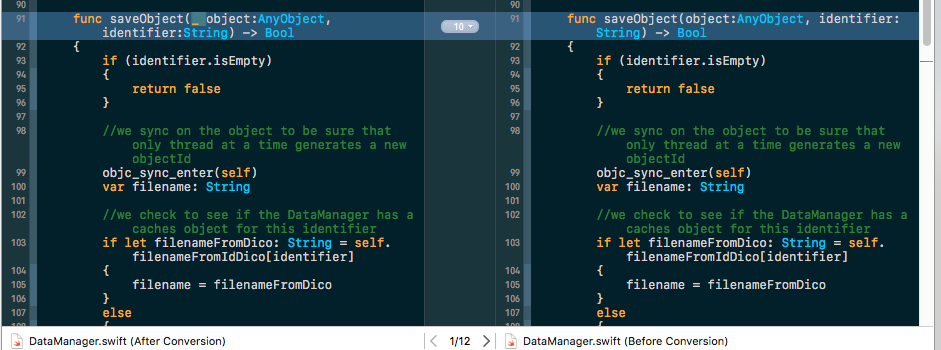 90
91 func saveObject(_ object:AnyObject,
identifier:String) -> Bool
92 {
93 if (identifier.isEmpty)
94 {
95 return false
96 }
97
98 //we sync on the object to be sure that
only thread at a time generates a new
objectId
99 objc_sync_enter(self)
100 var filename: String
101
102 //we check to see if the DataManager has a
caches object for this identifier
103 if let filenameFromDico: String = self.
filenameFromIdDico[identifier]
104 {
105 filename = filenameFromDico
106 }
107 else
108 {
10
90
91 func saveObject(object:AnyObject, identifier:
String) -> Bool
92 {
93 if (identifier.isEmpty)
94 {
95 return false
96 }
97
98 //we sync on the object to be sure that
only thread at a time generates a new
objectId
99 objc_sync_enter(self)
100 var filename: String
101
102 //we check to see if the DataManager has a
caches object for this identifier
103 if let filenameFromDico: String = self.
filenameFromIdDico[identifier]
104 {
105 filename = filenameFromDico
106 }
107 else
108 {
DataManager.swift (After Conversion)
1/12
DataManager.swift (Before Conversion)